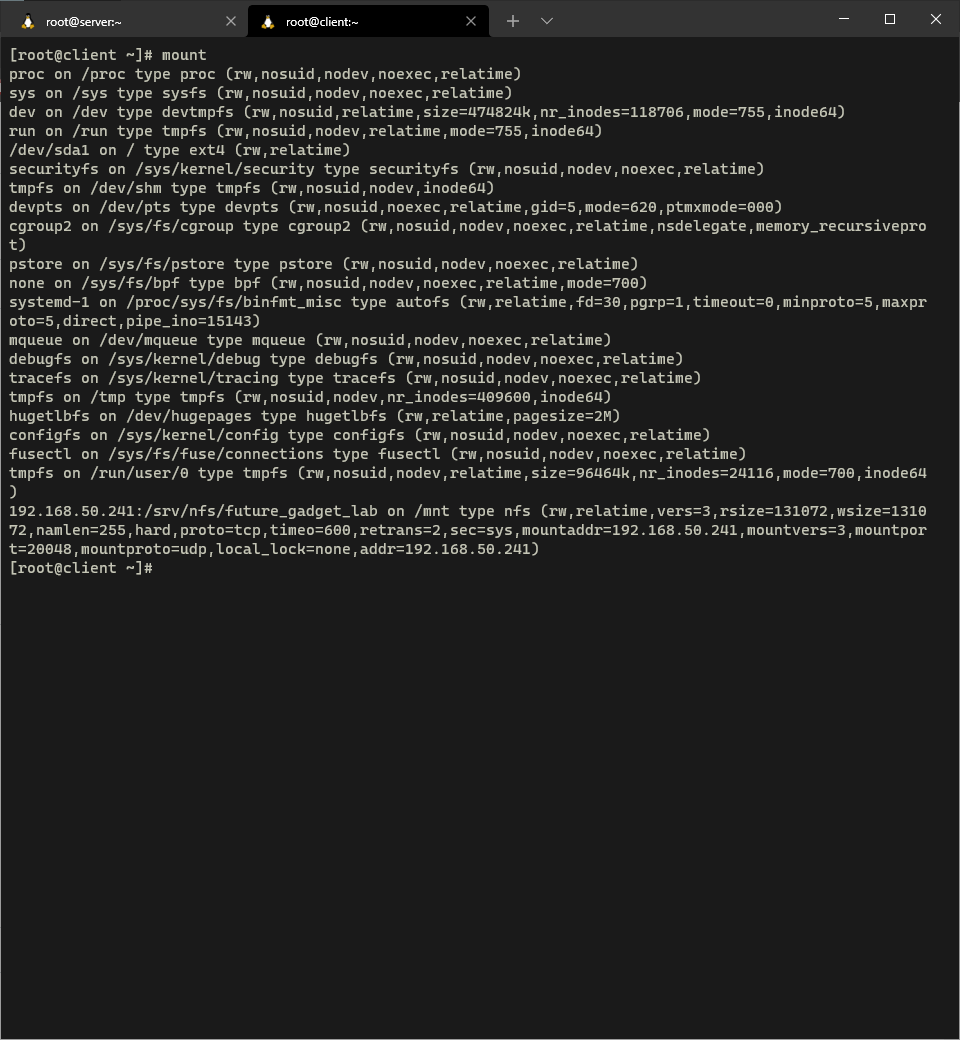 root@server:~
root@client:~
[root@client ~]# mount
proc on /proc type proc (rw,nosuid,nodev,noexec,relatime)
sys on /sys type sysfs (rw,nosuid,nodev,noexec,relatime)
dev on /dev type devtmpfs (rw,nosuid,relatime,size=474824k,nr_inodes=118706,mode=755,inode64)
run on /run type tmpfs (rw,nosuid,nodev,relatime,mode=755,inode64)
/dev/sda1 on / type ext4 (rw,relatime)
securityfs on /sys/kernel/security type securityfs (rw,nosuid,nodev,noexec,relatime)
tmpfs on /dev/shm type tmpfs (rw,nosuid,nodev,inode64)
devpts on /dev/pts type devpts (rw,nosuid,noexec,relatime,gid=5,mode=620,ptmxmode=000)
cgroup2 on /sys/fs/cgroup type cgroup2 (rw,nosuid,nodev,noexec,relatime,nsdelegate,memory_recursivepro
t)
pstore on /sys/fs/pstore type pstore (rw,nosuid,nodev,noexec,relatime)
none on /sys/fs/bpf type bpf (rw,nosuid,nodev,noexec,relatime,mode=700)
systemd-1 on /proc/sys/fs/binfmt_misc type autofs (rw,relatime,fd=30,pgrp=1,timeout=0,minproto=5,maxpr
oto=5,direct,pipe_ino=15143)
mqueue on /dev/mqueue type mqueue (rw,nosuid,nodev,noexec,relatime)
debugfs on /sys/kernel/debug type debugfs (rw,nosuid,nodev,noexec,relatime)
tracefs on /sys/kernel/tracing type tracefs (rw,nosuid,nodev,noexec,relatime)
tmpfs on /tmp type tmpfs (rw,nosuid,nodev,nr_inodes=409600,inode64)
hugetlbfs on /dev/hugepages type hugetlbfs (rw,relatime,pagesize=2M)
configfs on /sys/kernel/config type configfs (rw,nosuid,nodev,noexec,relatime)
fusectl on /sys/fs/fuse/connections type fusectl (rw,nosuid,nodev,noexec,relatime)
tmpfs on /run/user/0 type tmpfs (rw,nosuid,nodev,relatime,size=96464k,nr_inodes=24116,mode=700,inode64
)
192.168.50.241:/srv/nfs/future_gadget_lab on /mnt type nfs (rw,relatime,vers=3,rsize=131072,wsize=1310
72,namlen=255,hard,proto=tcp,timeo=600,retrans=2,sec=sys,mountaddr=192.168.50.241,mountvers=3,mountpor
t=20048,mountproto=udp,local_lock=none,addr=192.168.50.241)
[root@client ~]#